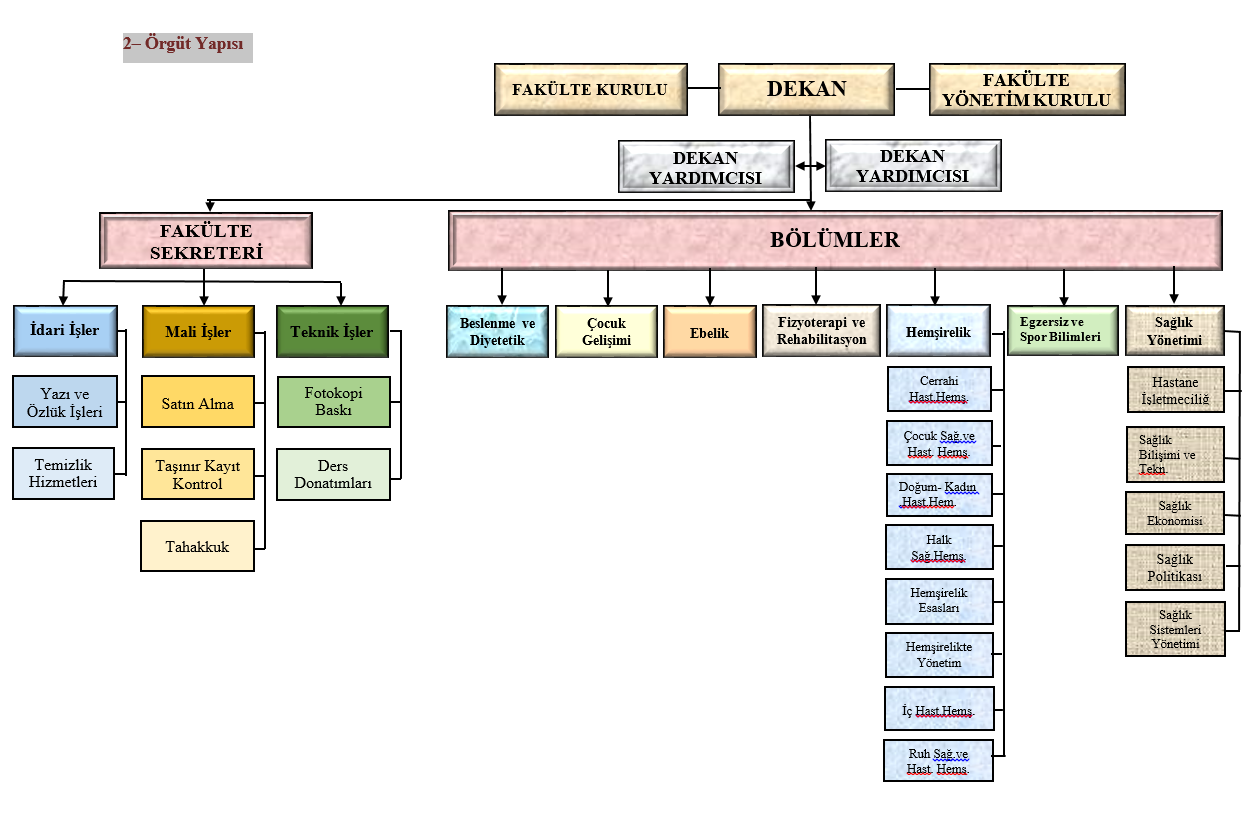 2– Örgüt Yapısı
FAKÜLTE KURULU
DEKAN
FAKÜLTE
YÖNETİM KURULU
DEKAN
YARDIMCISI
DEKAN
YARDIMCISI
FAKÜLTE
SEKRETERİ
BÖLÜMLER
İdari İşler
Mali İşler
Teknik İşler
Beslenme ve
Diyetetik
Çocuk
Gelişimi
Ebelik
Fizyoterapi ve
Rehabilitasyon
Hemşirelik
Egzersiz ve
Spor Bilimleri
Sağlık
Yönetimi
Yazı ve
Özlük İşleri
Temizlik
Hizmetleri
Satın Alma
Taşınır Kayıt
Kontrol
Tahakkuk
Fotokopi
Baskı
Ders
Donatımları
Cerrahi
Hast.Hemş.
Çocuk Sağ.ve
Hast. Hemş.
Doğum- Kadın
Hast.Hem.
Halk
Sağ.Hemş.
Hemşirelik
Esasları
Hemşirelikte
Yönetim
İç Hast.Hemş.
Ruh Sağ.ve
Hast. Hemş.
Hastane
İşletmeciliğ
Sağlık
Bilişimi ve
Tekn.
Sağlık
Ekonomisi
Sağlık
Politikası
Sağlık
Sistemleri
Yönetimi